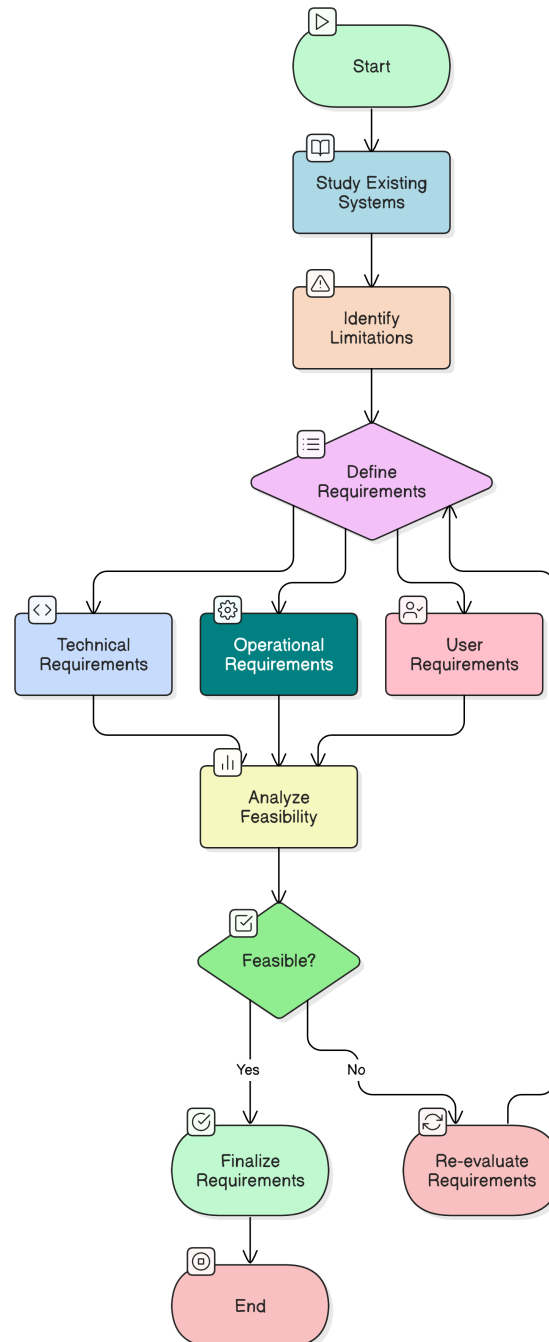 Start
Study Existing
Systems
Identify
Limitations
Define
Requirements
Technical
Requirements
Operational
Requirements
User
Requirements
Analyze
Feasibility
Feasible?
Yes
No
Finalize
Requirements
Re-evaluate
Requirements
End